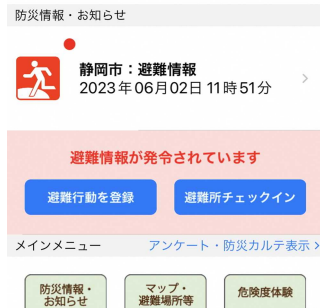 防災情報・お知らせ
静岡市：避難情報
2023年06月02日 11時51分
避難情報が発令されています
避難行動を登録
避難所チェックイン
メインメニュー
アンケート・防災カルテ表示
防災情報・
お知らせ
マップ・
避難場所等
危険度体験